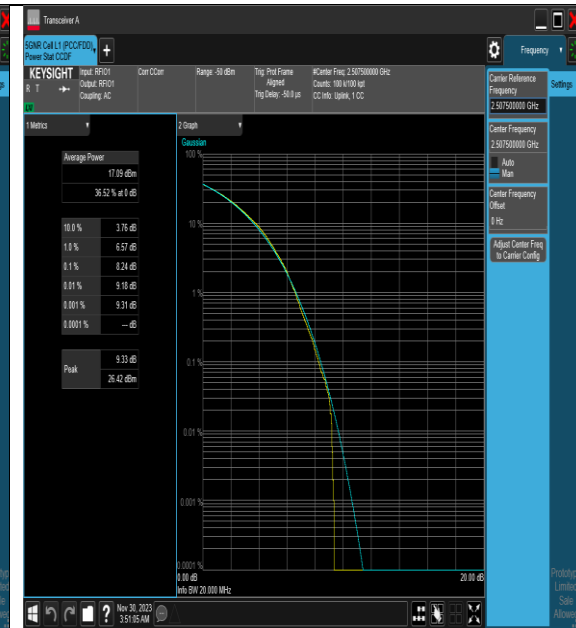 Transceiver A
5GNR Cell L1 (PCC/FDD),
Power Stat CCDF
Frequency
KEYSIGHT
R T
LW
Input: RFIO1
Output: RFIO1
Coupling: AC
Corr CCorr
Range: -50 dBm
Trig: Prot Frame
Aligned
Trig Delay: -50.0 µs
#Center Freq: 2.507500000 GHz
Counts: 100 k/100 kpt
CC Info: Uplink, 1 CC
Carrier Reference
Frequency
2.507500000 GHz
Settings
Center Frequency
2.507500000 GHz
Auto
Man
Center Frequency
Offset
0 Hz
Adjust Center Freq
to Carrier Config
1 Metrics
Average Power
17.09 dBm
36.52 % at 0 dB
10.0 % 3.76 dB
1.0 % 6.57 dB
0.1 % 8.24 dB
0.01 % 9.18 dB
0.001 % 9.31 dB
0.0001 % --- dB
Peak 9.33 dB
26.42 dBm
2 Graph
Gaussian
100 %
10 %
1 %
0.1 %
0.01 %
0.001 %
0.0001 %
0.00 dB
20.00 dB
Info BW 20.000 MHz
Nov 30, 2023
3:51:05 AM